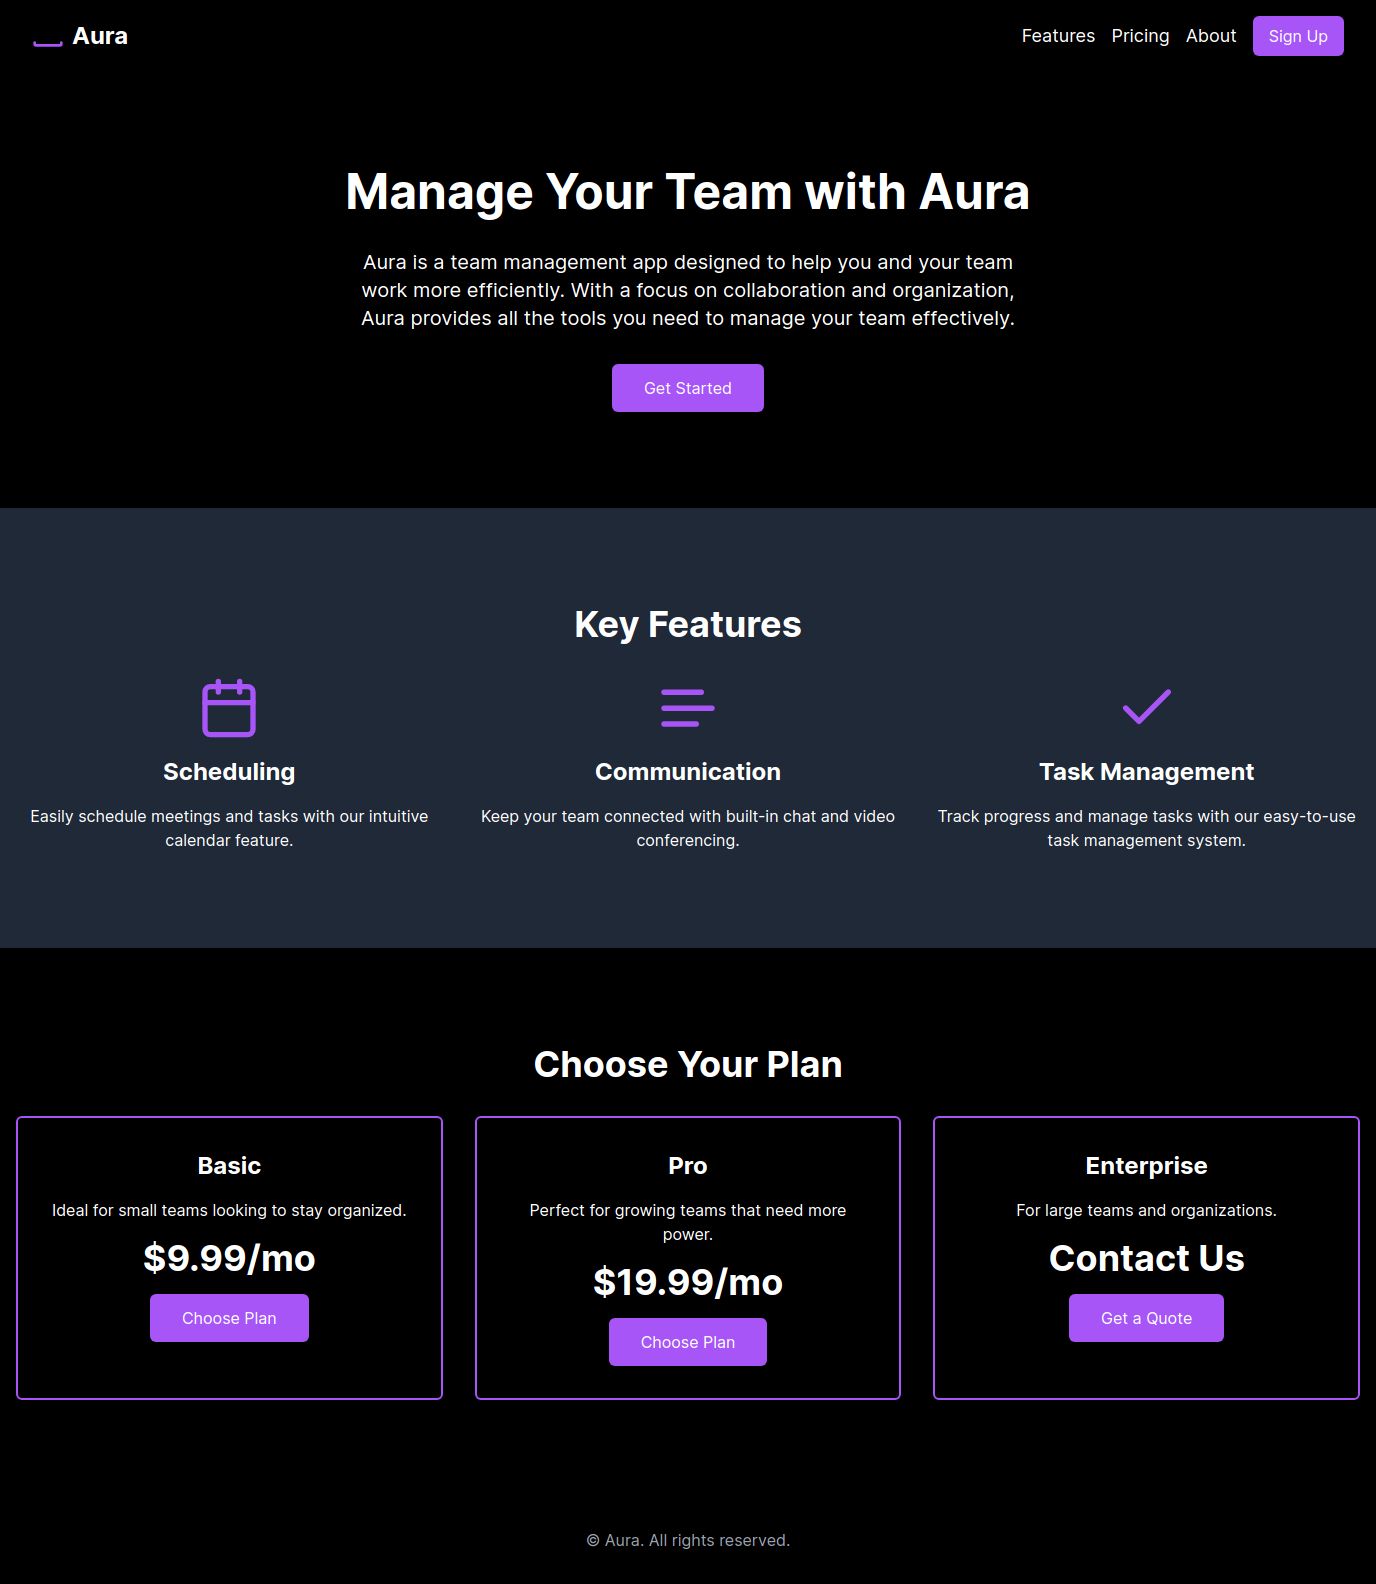 Aura
Features Pricing About Sign Up
Manage Your Team with Aura
Aura is a team management app designed to help you and your team
work more efficiently. With a focus on collaboration and organization,
Aura provides all the tools you need to manage your team effectively.
Get Started
Key Features
Scheduling
Easily schedule meetings and tasks with our intuitive
calendar feature.
Communication
Keep your team connected with built-in chat and video
conferencing.
Task Management
Track progress and manage tasks with our easy-to-use
task management system.
Choose Your Plan
Basic
Ideal for small teams looking to stay organized.
$9.99/mo
Choose Plan
Pro
Perfect for growing teams that need more
power.
$19.99/mo
Choose Plan
Enterprise
For large teams and organizations.
Contact Us
Get a Quote
© Aura. All rights reserved.